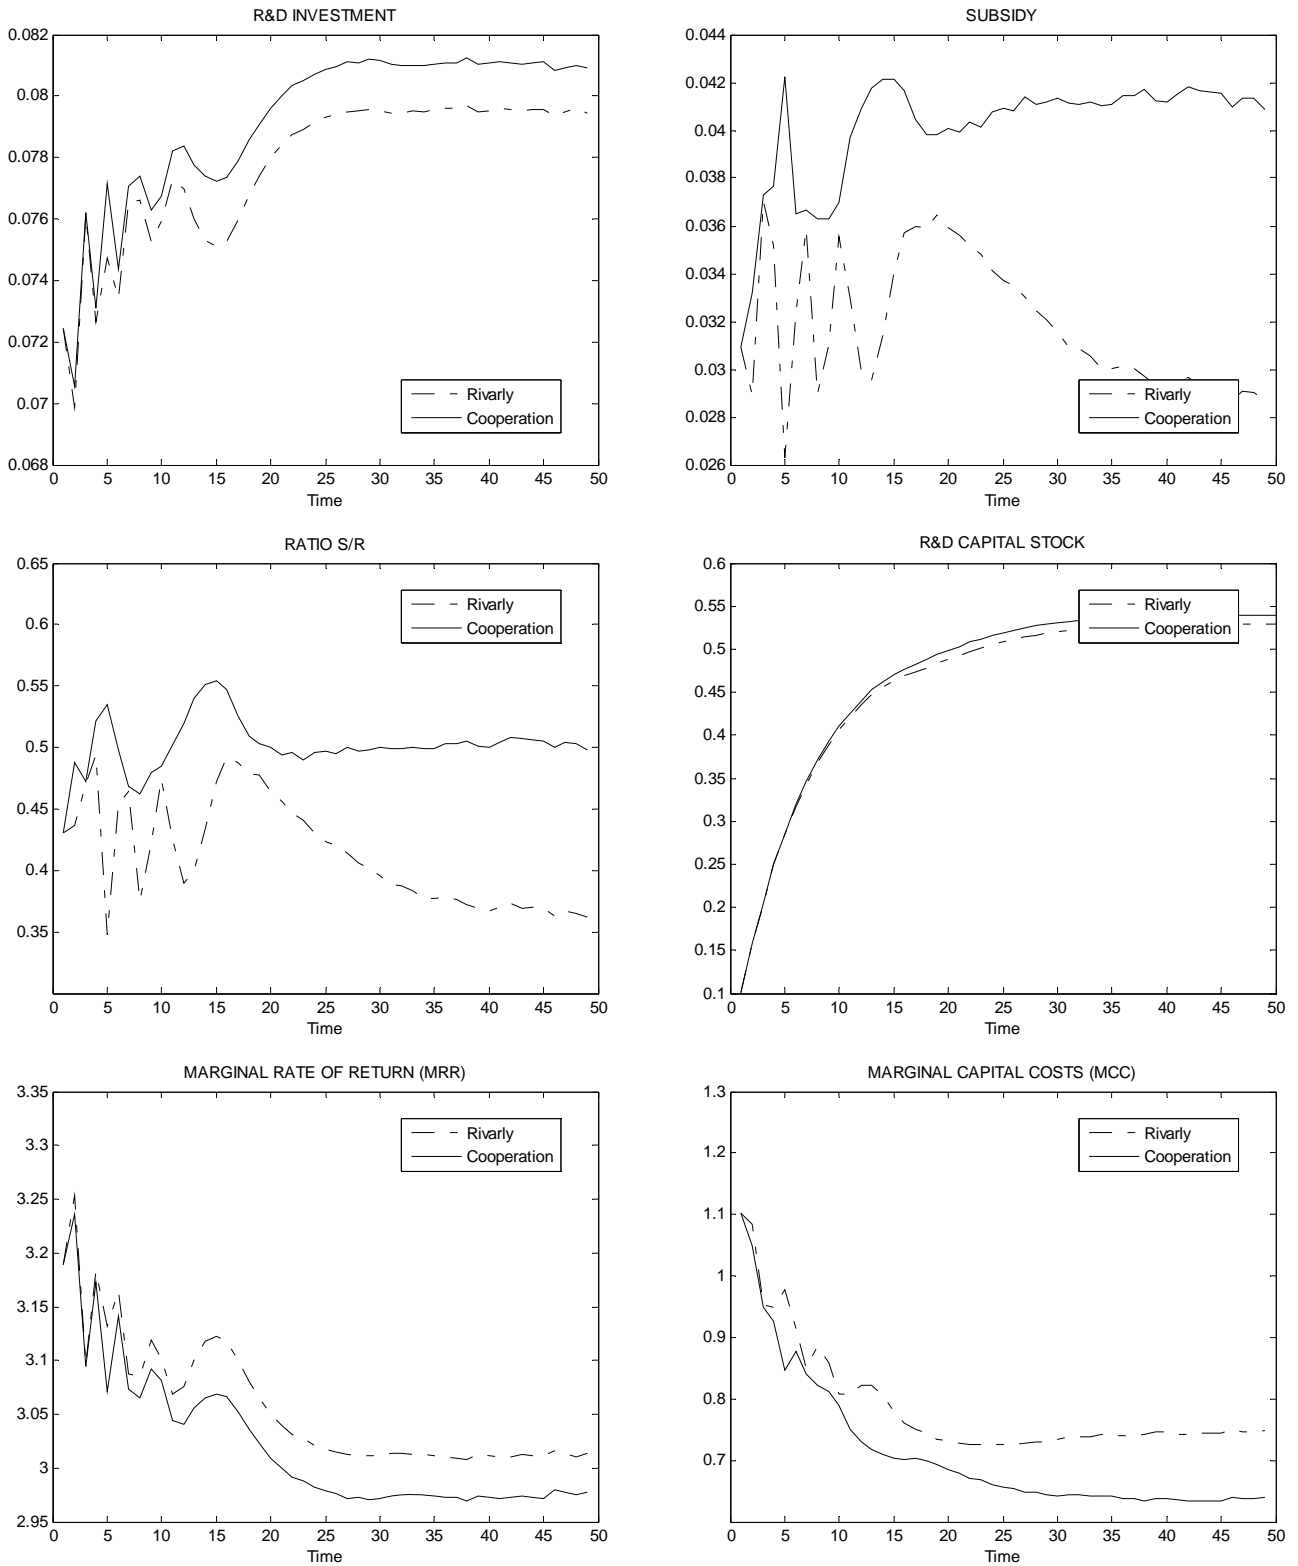 R&D INVESTMENT
0.082
0.08
0.078
0.076
0.074
0.072
0.07
0.068
0 5 10 15 20 25 30 35 40 45 50
Time
Rivarly
Cooperation
SUBSIDY
0.044
0.042
0.04
0.038
0.036
0.034
0.032
0.03
0.028
0.026
0 5 10 15 20 25 30 35 40 45 50
Time
Rivarly
Cooperation
RATIO S/R
0.65
0.6
0.55
0.5
0.45
0.4
0.35
0 5 10 15 20 25 30 35 40 45 50
Time
Rivarly
Cooperation
R&D CAPITAL STOCK
0.6
0.55
0.5
0.45
0.4
0.35
0.3
0.25
0.2
0.15
0.1
0 5 10 15 20 25 30 35 40 45 50
Time
Rivarly
Cooperation
MARGINAL RATE OF RETURN (MRR)
3.35
3.3
3.25
3.2
3.15
3.1
3.05
3
2.95
0 5 10 15 20 25 30 35 40 45 50
Time
Rivarly
Cooperation
MARGINAL CAPITAL COSTS (MCC)
1.3
1.2
1.1
1
0.9
0.8
0.7
0 5 10 15 20 25 30 35 40 45 50
Time
Rivarly
Cooperation